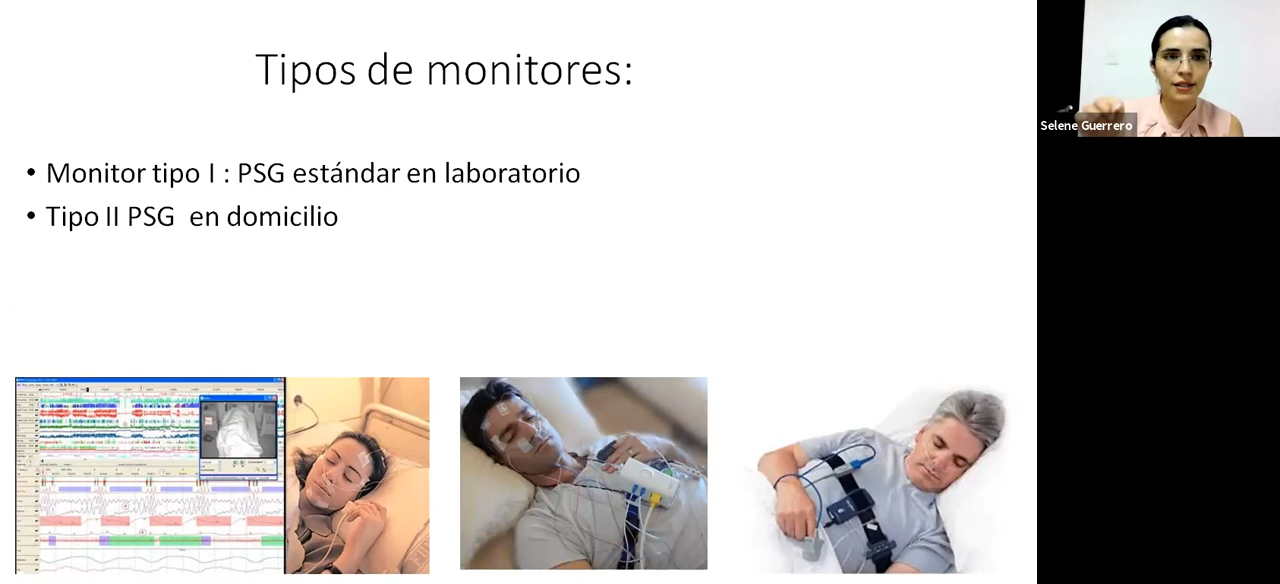 Tipos de monitores:
• Monitor tipo I : PSG estándar en laboratorio
• Tipo II PSG en domicilio
Selene Guerrero